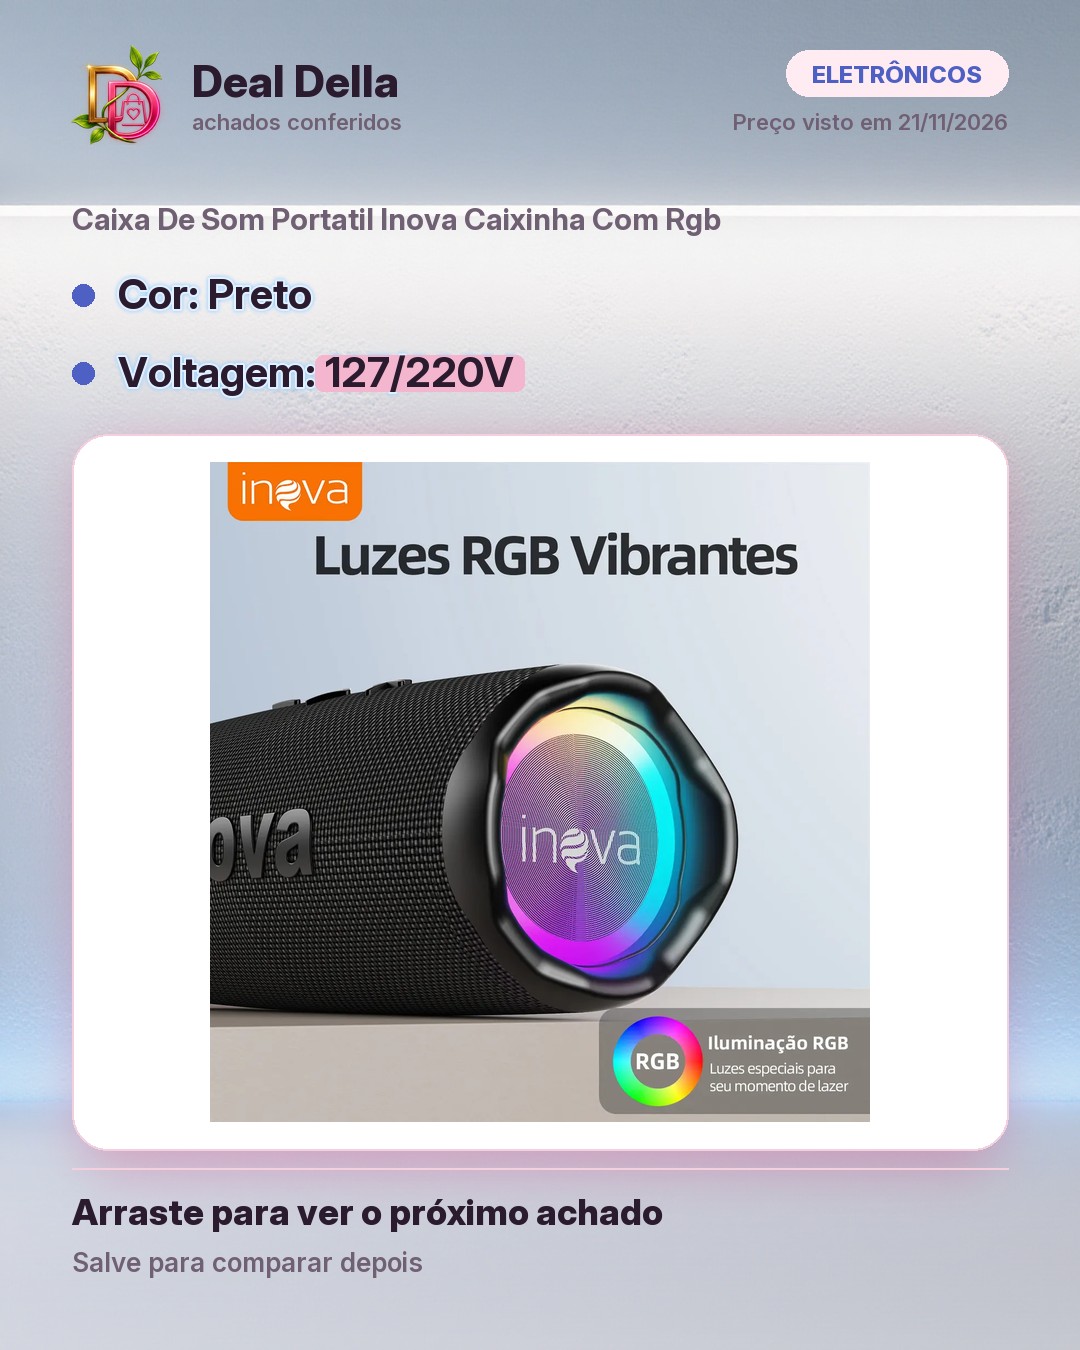 Deal Della
achados conferidos
ELETRÔNICOS
Preço visto em 21/11/2026
Caixa De Som Portatil Inova Caixinha Com Rgb
Cor: Preto
Voltagem: 127/220V
inova
Luzes RGB Vibrantes
ova
inova
RGB
Iluminação RGB
Luzes especiais para
seu momento de lazer
Arraste para ver o próximo achado
Salve para comparar depois